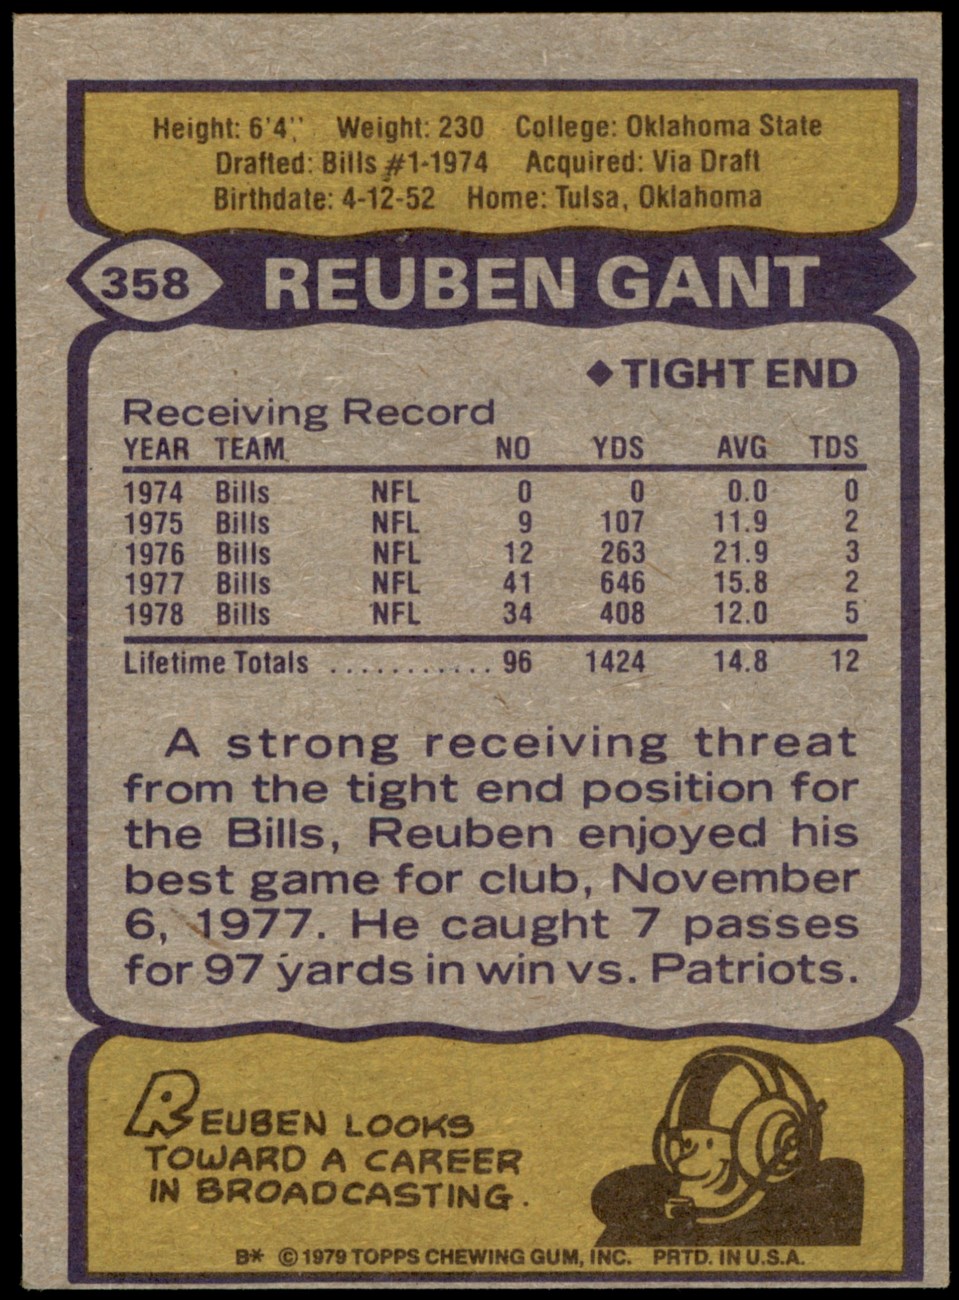 Height: 6'4" Weight: 230 College: Oklahoma State
Drafted: Bills #1-1974 Acquired: Via Draft
Birthdate: 4-12-52 Home: Tulsa, Oklahoma
358 REUBEN GANT
♦ TIGHT END
Receiving Record
YEAR TEAM NO YDS AVG TDS
1974 Bills NFL 0 0 0.0 0
1975 Bills NFL 9 107 11.9 2
1976 Bills NFL 12 263 21.9 3
1977 Bills NFL 41 646 15.8 2
1978 Bills NFL 34 408 12.0 5
Lifetime Totals ........... 96 1424 14.8 12
A strong receiving threat
from the tight end position for
the Bills, Reuben enjoyed his
best game for club, November
6, 1977. He caught 7 passes
for 97 yards in win vs. Patriots.
REUBEN LOOKS
TOWARD A CAREER
IN BROADCASTING.
B* © 1979 TOPPS CHEWING GUM, INC. PRTD. IN U.S.A.